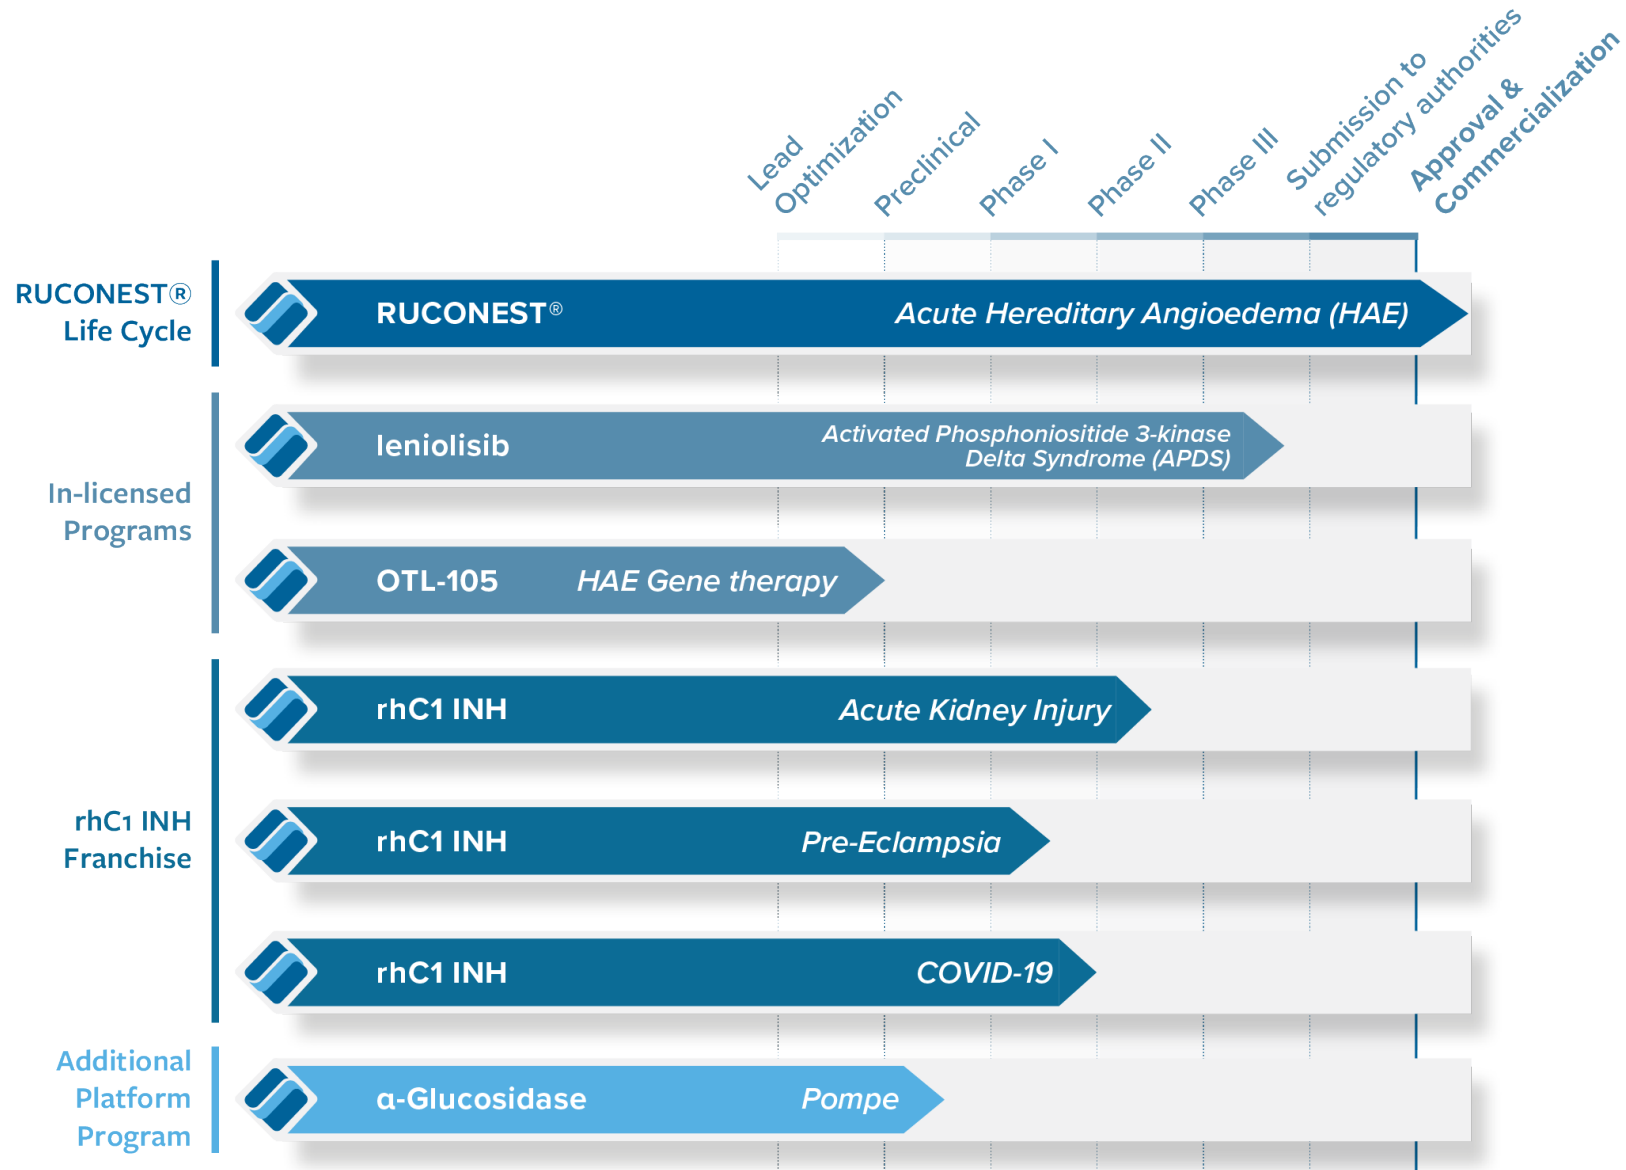 Lead
Optimization
Preclinical
Phase I
Phase II
Phase III
Submission to
regulatory authorities
Approval &
Commercialization
RUCONEST®
Life Cycle
RUCONEST®
Acute Hereditary Angioedema (HAE)
In-licensed
Programs
leniolisib
Activated Phosphoniositide 3-kinase
Delta Syndrome (APDS)
OTL-105
HAE Gene therapy
rhC1 INH
Franchise
rhC1 INH
Acute Kidney Injury
rhC1 INH
Pre-Eclampsia
rhC1 INH
COVID-19
Additional
Platform
Program
α-Glucosidase
Pompe